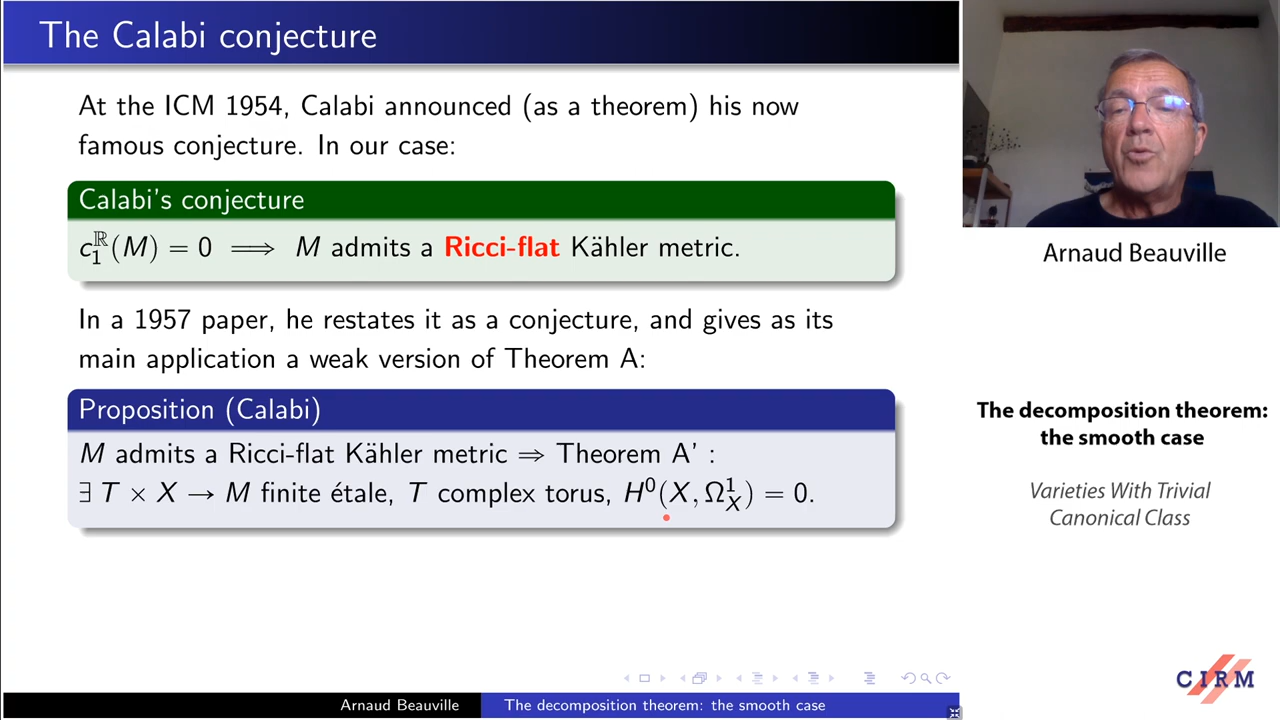 The Calabi conjecture
At the ICM 1954, Calabi announced (as a theorem) his now
famous conjecture. In our case:
Calabi's conjecture
c₁^ℝ(M) = 0 ⟹ M admits a Ricci-flat Kähler metric.
In a 1957 paper, he restates it as a conjecture, and gives as its
main application a weak version of Theorem A:
Proposition (Calabi)
M admits a Ricci-flat Kähler metric ⇒ Theorem A' :
∃ T × X → M finite étale, T complex torus, H⁰(X, Ω¹_X) = 0.
Arnaud Beauville
The decomposition theorem: the smooth case
Arnaud Beauville
The decomposition theorem:
the smooth case
Varieties With Trivial
Canonical Class
CIRM